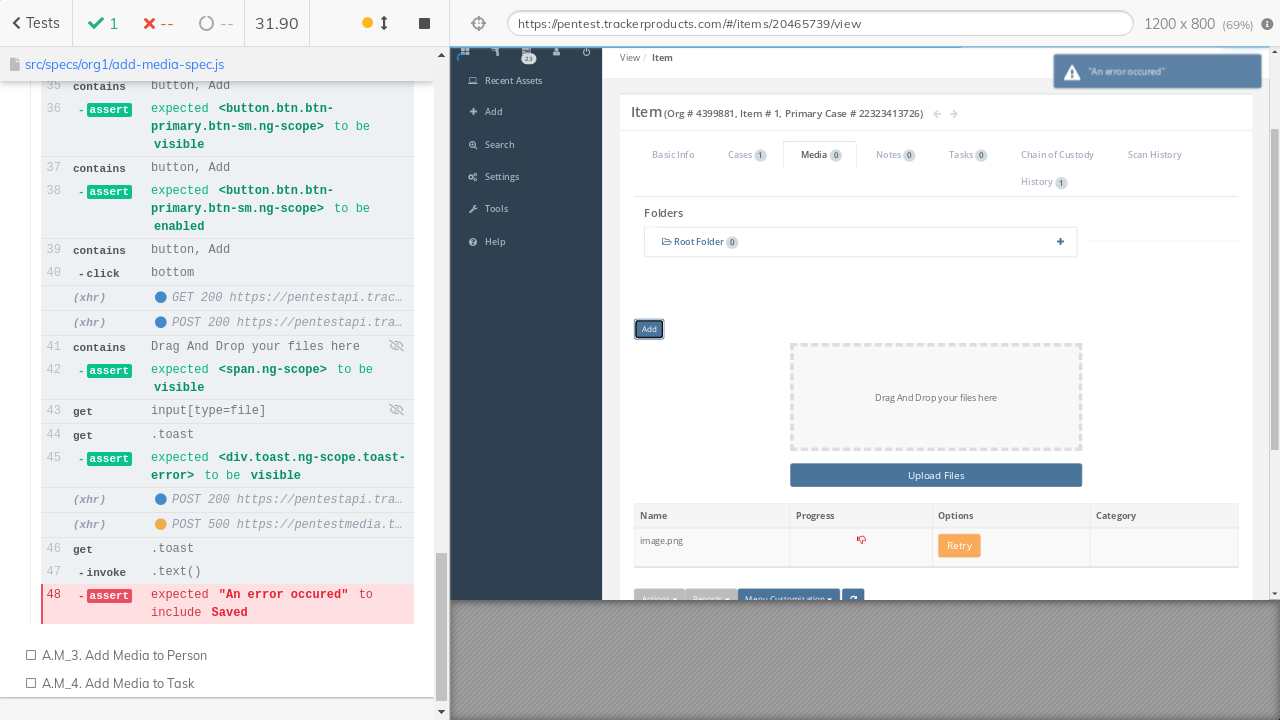 Tests
1
--
--
31.90
https://pentest.trackerproducts.com/#/items/20465739/view
1200 x 800 (69%)
src/specs/org1/add-media-spec.js
35 contains button, Add
36 - assert expected <button.btn.btn-
primary.btn-sm.ng-scope> to be
visible
37 contains button, Add
38 - assert expected <button.btn.btn-
primary.btn-sm.ng-scope> to be
enabled
39 contains button, Add
40 - click bottom
(xhr) GET 200 https://pentestapi.trac…
(xhr) POST 200 https://pentestapi.tra…
41 contains Drag And Drop your files here
42 - assert expected <span.ng-scope> to be
visible
43 get input[type=file]
44 get .toast
45 - assert expected <div.toast.ng-scope.toast-
error> to be visible
(xhr) POST 200 https://pentestapi.tra…
(xhr) POST 500 https://pentestmedia.t…
46 get .toast
47 - invoke .text()
48 - assert expected "An error occured" to
include Saved
A.M_3. Add Media to Person
A.M_4. Add Media to Task
23
Recent Assets
Add
Search
Settings
Tools
Help
View / Item
"An error occured"
Item (Org # 4399881, Item # 1, Primary Case # 22323413726)
Basic Info Cases 1 Media 0 Notes 0 Tasks 0 Chain of Custody Scan History
History 1
Folders
Root Folder 0
Add
Drag And Drop your files here
Upload Files
Name Progress Options Category
image.png Retry
Actions Reports Menu Customization